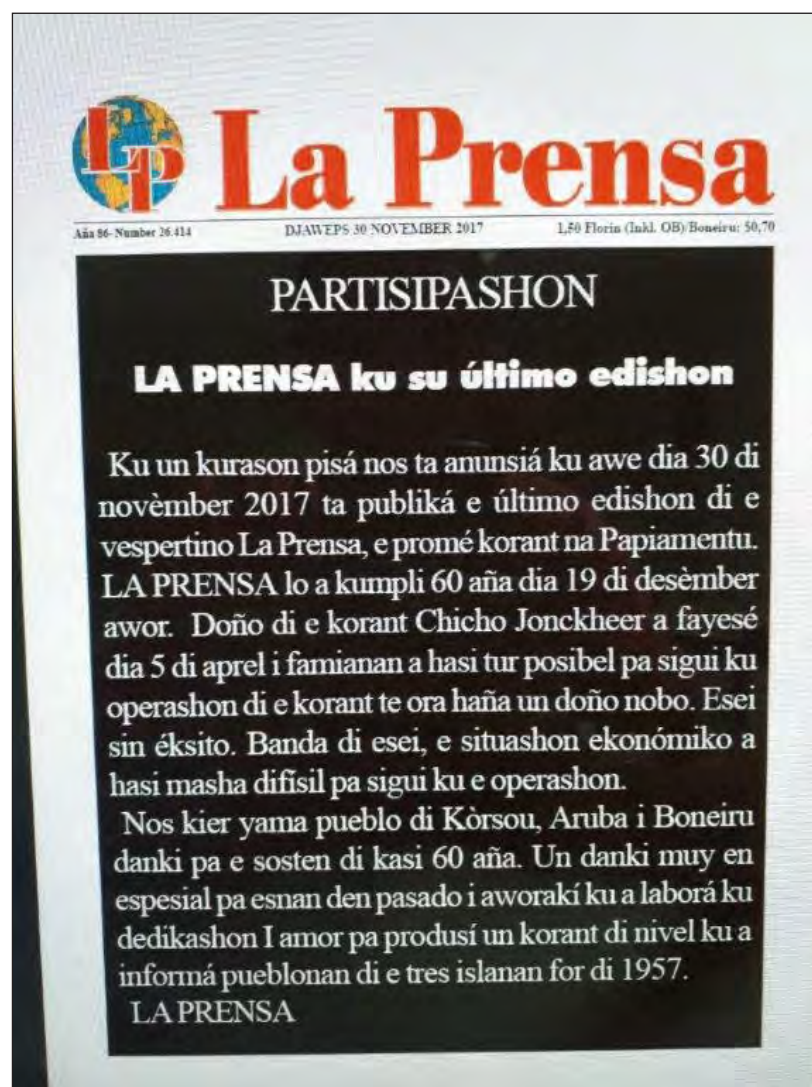 LP La Prensa
Aña 86- Number 26.414 DJAWEPS 30 NOVEMBER 2017 1,50 Florin (Inkl. OB)/Boneiru: $0,70
PARTISIPASHON
LA PRENSA ku su último edishon
Ku un kurason pisá nos ta anunsiá ku awe dia 30 di
novèmber 2017 ta publiká e último edishon di e
vespertino La Prensa, e promé korant na Papiamentu.
LA PRENSA lo a kumpli 60 aña dia 19 di desèmber
awor. Doño di e korant Chicho Jonckheer a fayesé
dia 5 di aprel i famianan a hasi tur posibel pa sigui ku
operashon di e korant te ora haña un doño nobo. Esei
sin éksito. Banda di esei, e situashon ekonómiko a
hasi masha difísil pa sigui ku e operashon.
Nos kier yama pueblo di Kòrsou, Aruba i Boneiru
danki pa e sosten di kasi 60 aña. Un danki muy en
espesial pa esnan den pasado i aworakí ku a laborá ku
dedikashon I amor pa produsí un korant di nivel ku a
informá pueblonan di e tres islanan for di 1957.
LA PRENSA